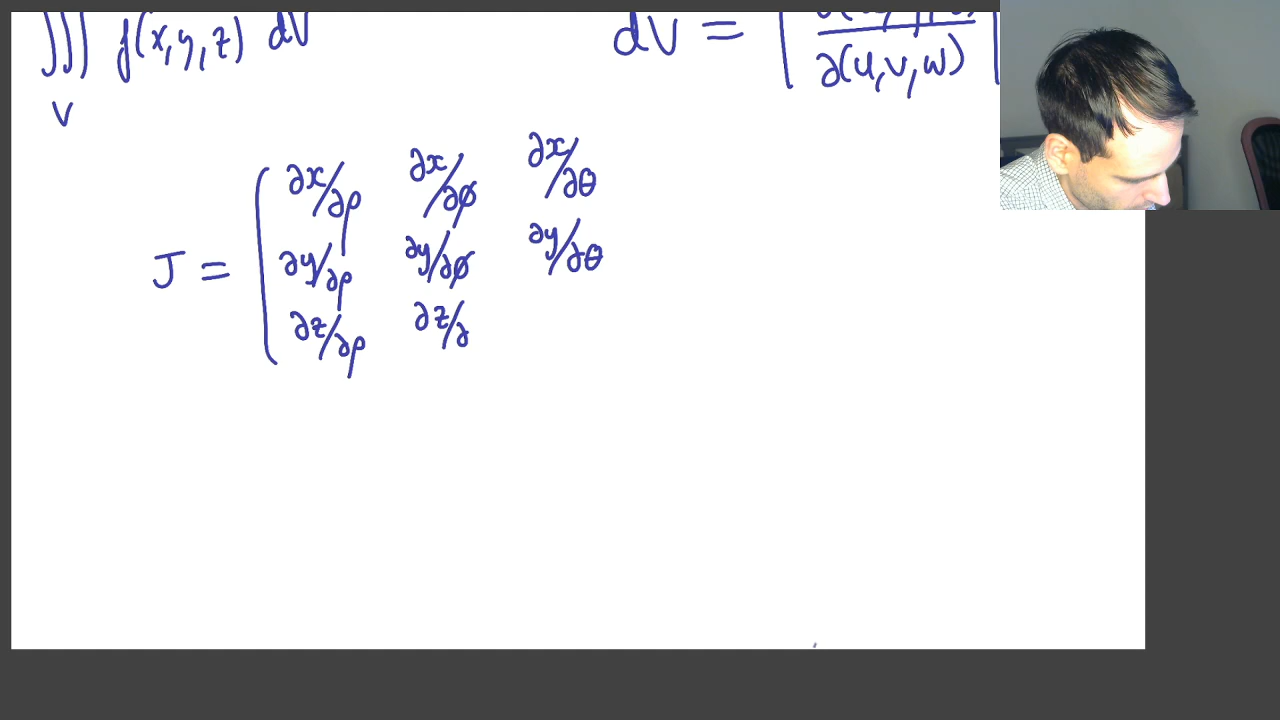 ∭ f(x,y,z) dV
V
dV = | / ∂(u,v,w) |
J = ( ∂x/∂ρ ∂x/∂φ ∂x/∂θ
∂y/∂ρ ∂y/∂φ ∂y/∂θ
∂z/∂ρ ∂z/∂